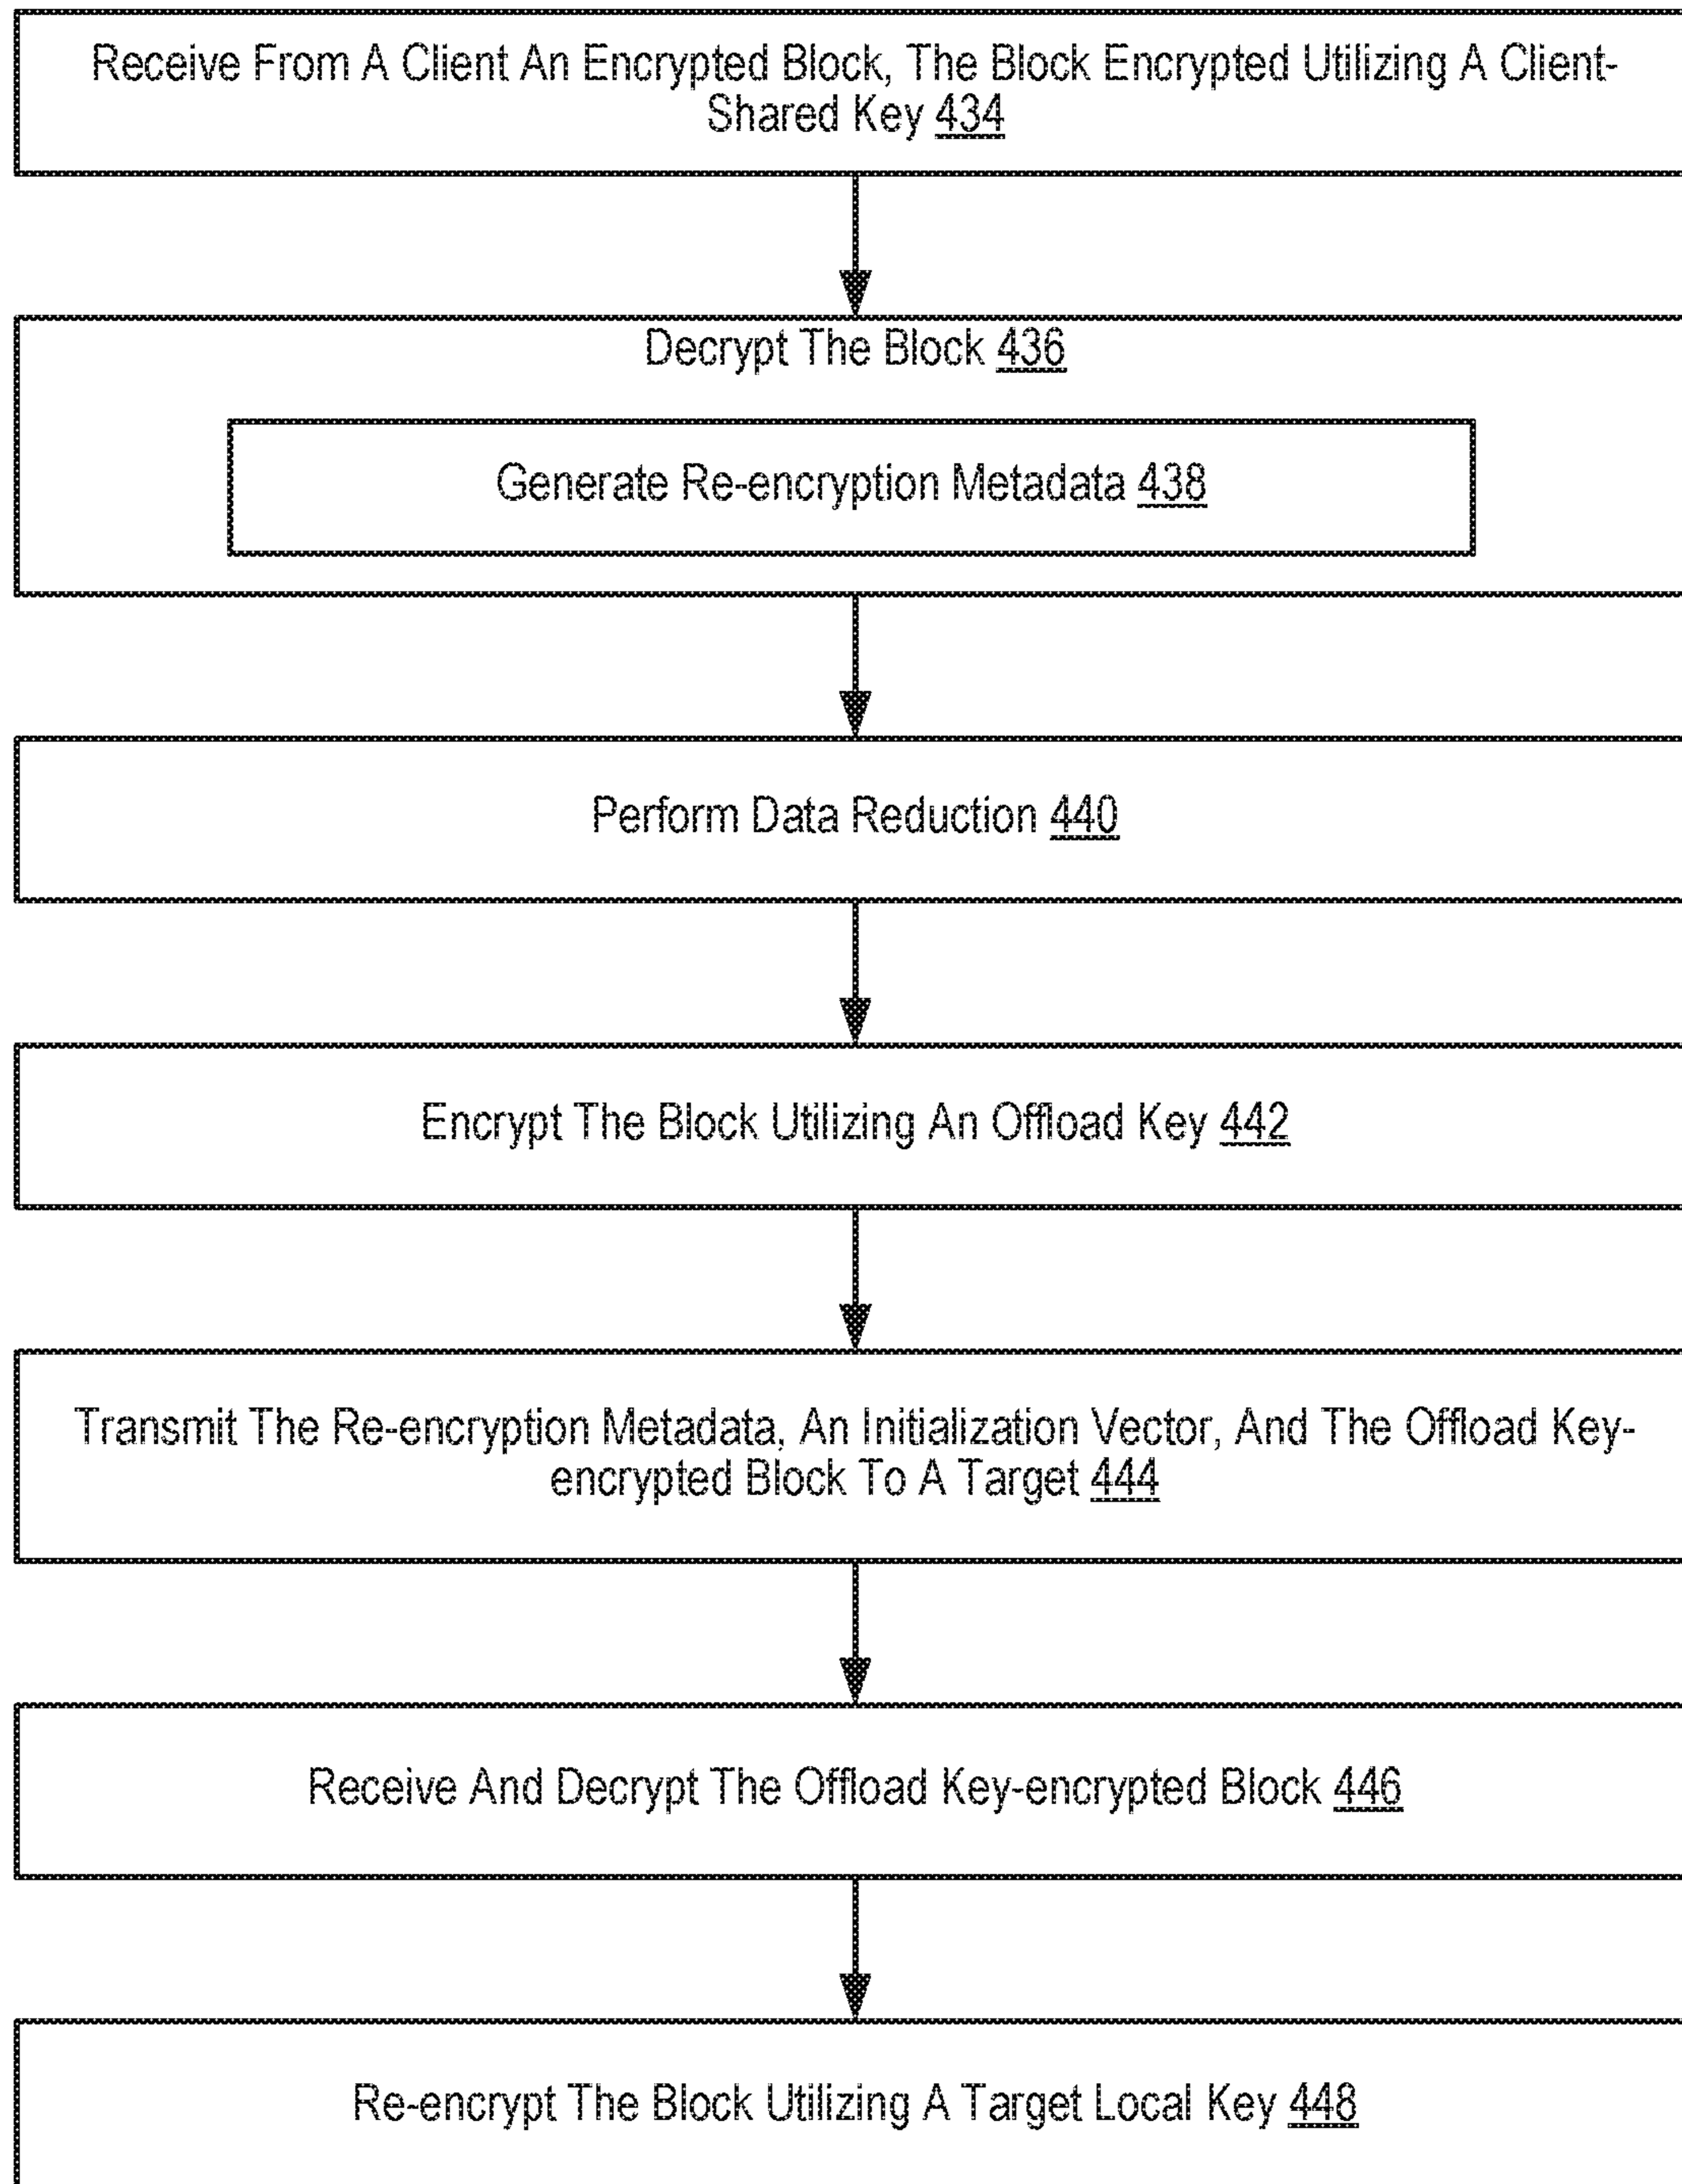 Receive From A Client An Encrypted Block, The Block Encrypted Utilizing A Client-
Shared Key 434
Decrypt The Block 436
Generate Re-encryption Metadata 438
Perform Data Reduction 440
Encrypt The Block Utilizing An Offload Key 442
Transmit The Re-encryption Metadata, An Initialization Vector, And The Offload Key-
encrypted Block To A Target 444
Receive And Decrypt The Offload Key-encrypted Block 446
Re-encrypt The Block Utilizing A Target Local Key 448